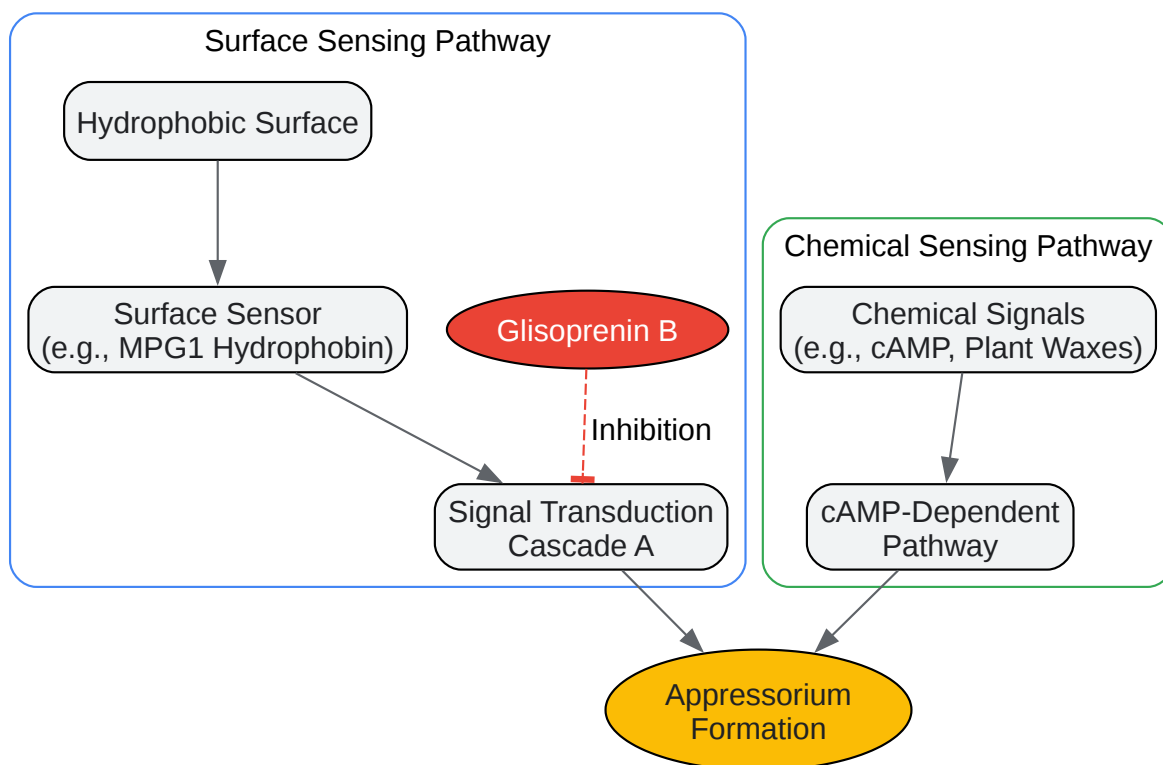 Surface Sensing Pathway
Hydrophobic Surface
Chemical Sensing Pathway
Surface Sensor
(e.g., MPG1 Hydrophobin)
Glisoprenin B
Chemical Signals
(e.g., cAMP, Plant Waxes)
Inhibition
Signal Transduction
Cascade A
cAMP-Dependent
Pathway
Appressorium
Formation